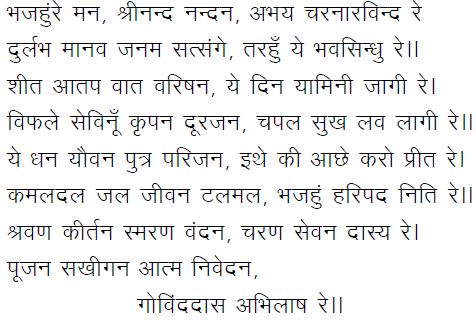 भजहुंरे मन, श्रीनन्द नन्दन, अभय चरनारविन्द रे
दुर्लभ मानव जनम सत्संगे, तरहुँ ये भवसिन्धु रे॥
शीत आतप वात वरिषन, ये दिन यामिनी जागी रे।
विफले सेविनूँ कृपन दूरजन, चपल सुख लव लागी रे॥
ये धन यौवन पुत्र परिजन, इथे की आछे करो प्रीत रे।
कमलदल जल जीवन टलमल, भजहुं हरिपद निति रे॥
श्रवण कीर्तन स्मरण वंदन, चरण सेवन दास्य रे।
पूजन सखीगन आत्म निवेदन,
गोविंददास अभिलाष रे॥